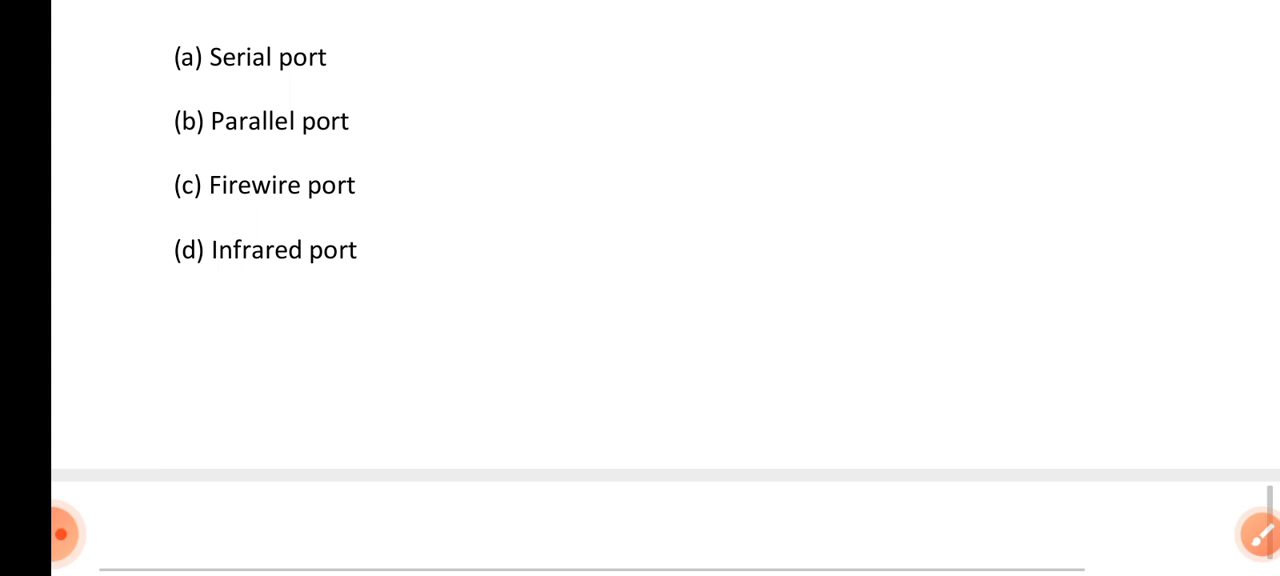 (a) Serial port
(b) Parallel port
(c) Firewire port
(d) Infrared port